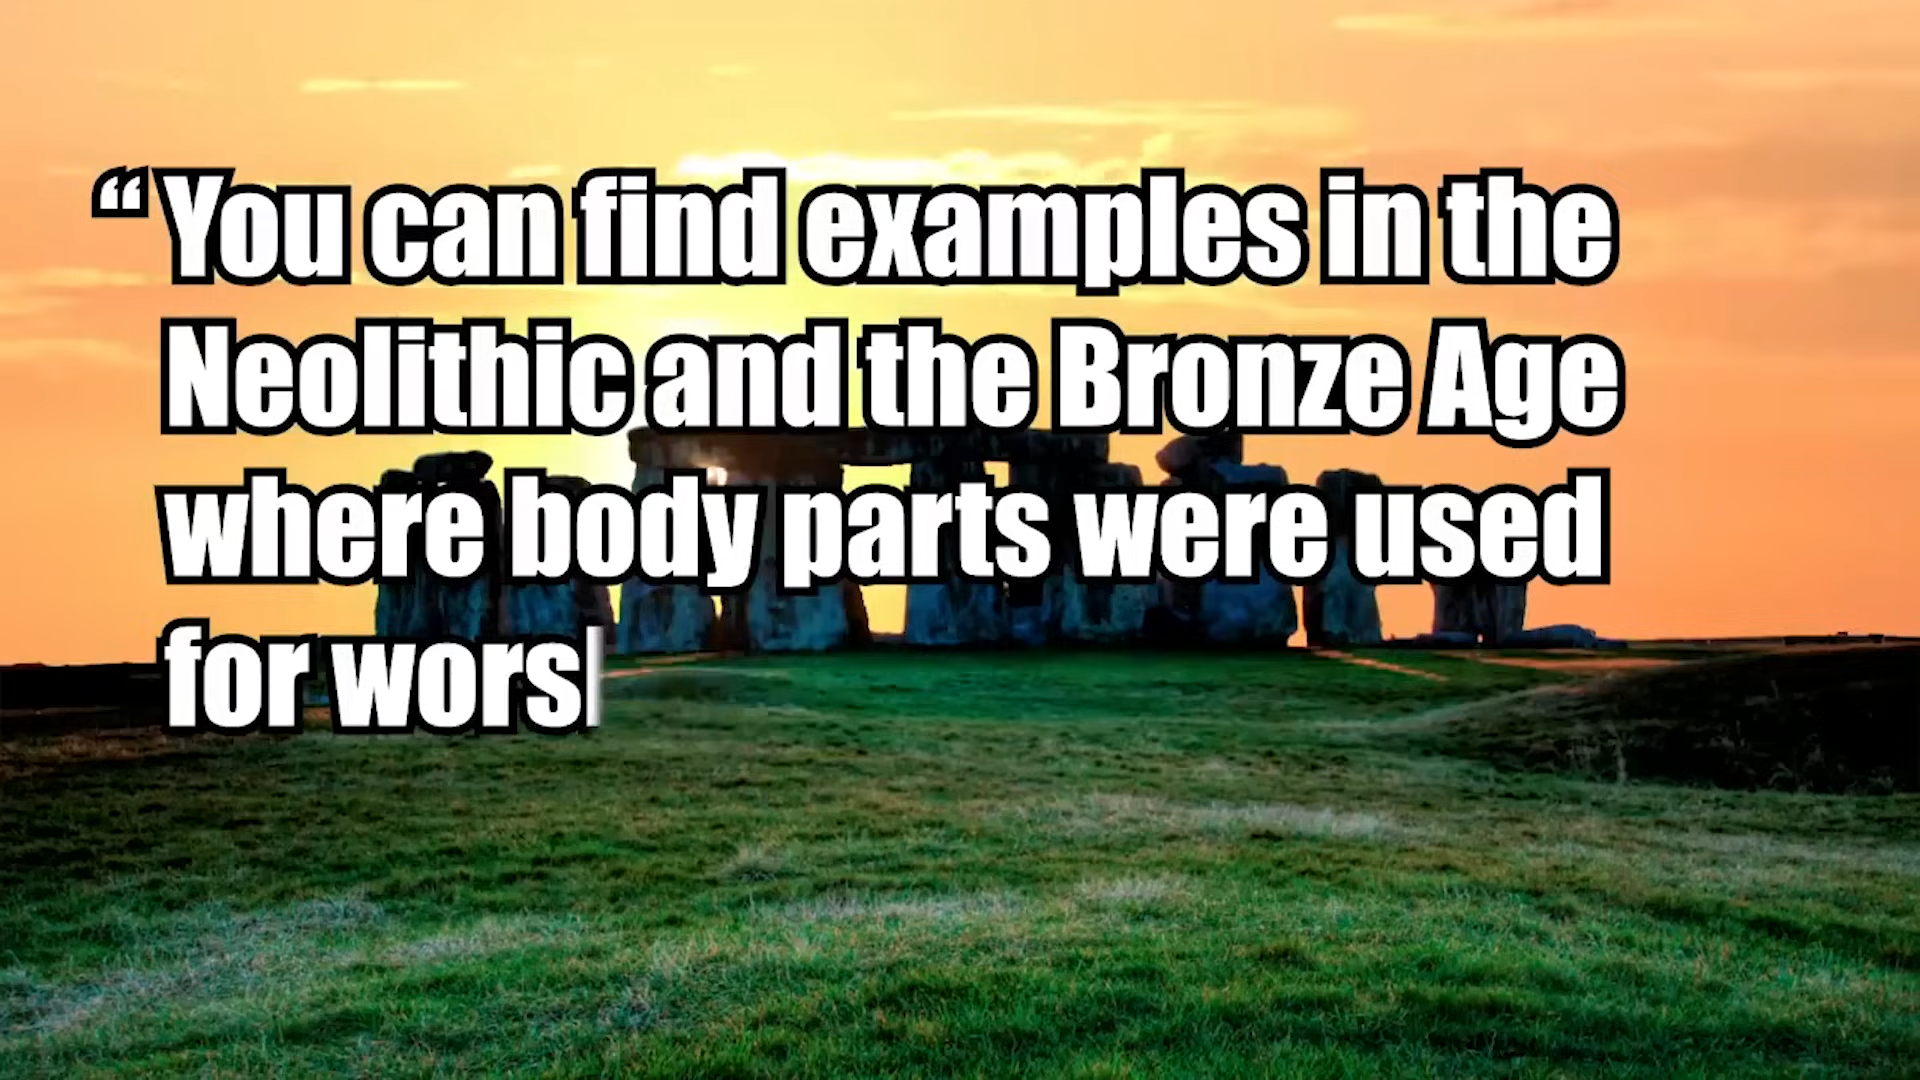 “You can find examples in the
Neolithic and the Bronze Age
where body parts were used
for wors